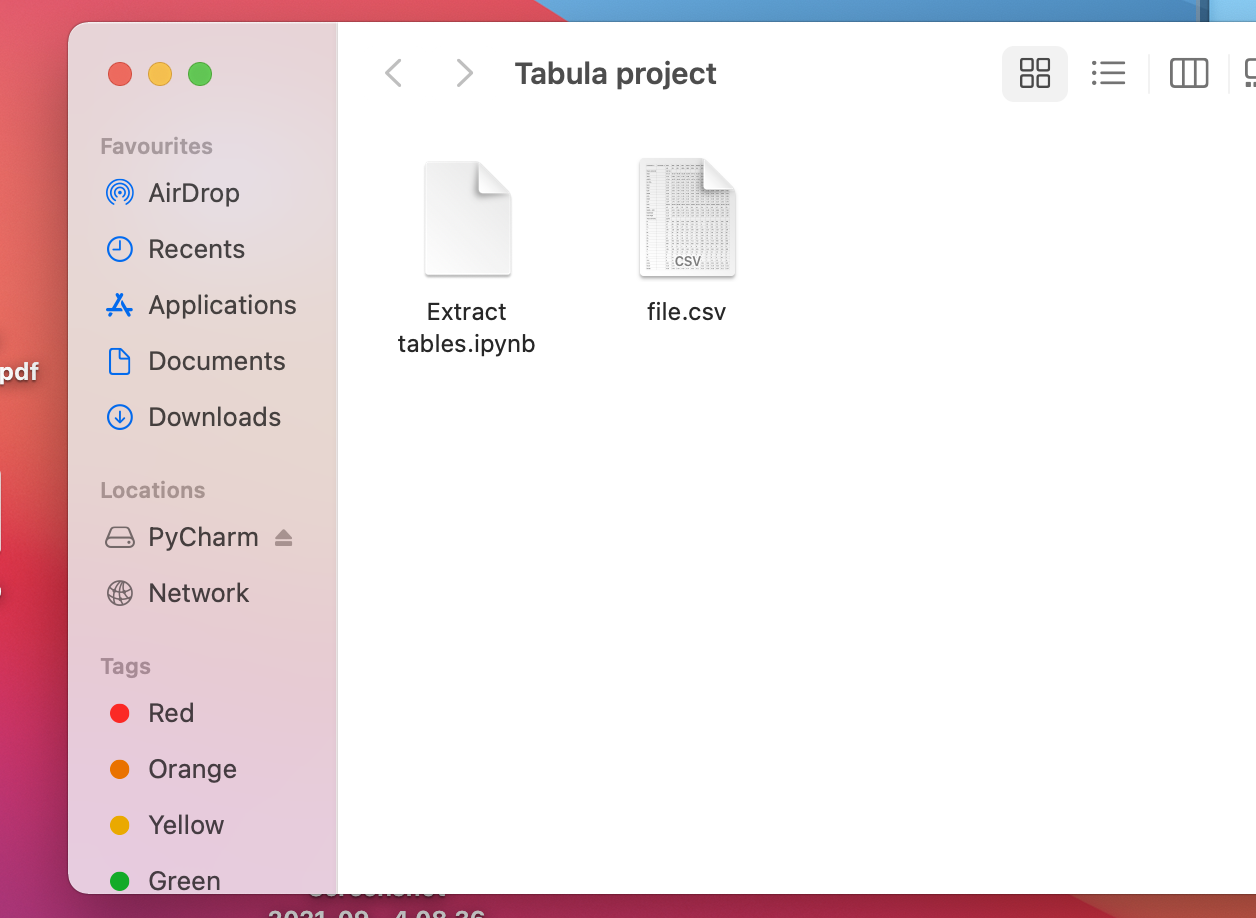 Tabula project
Favourites
AirDrop
Recents
Applications
Documents
Downloads
Locations
PyCharm
Network
Tags
Red
Orange
Yellow
Green
Extract
tables.ipynb
CSV
file.csv
pdf